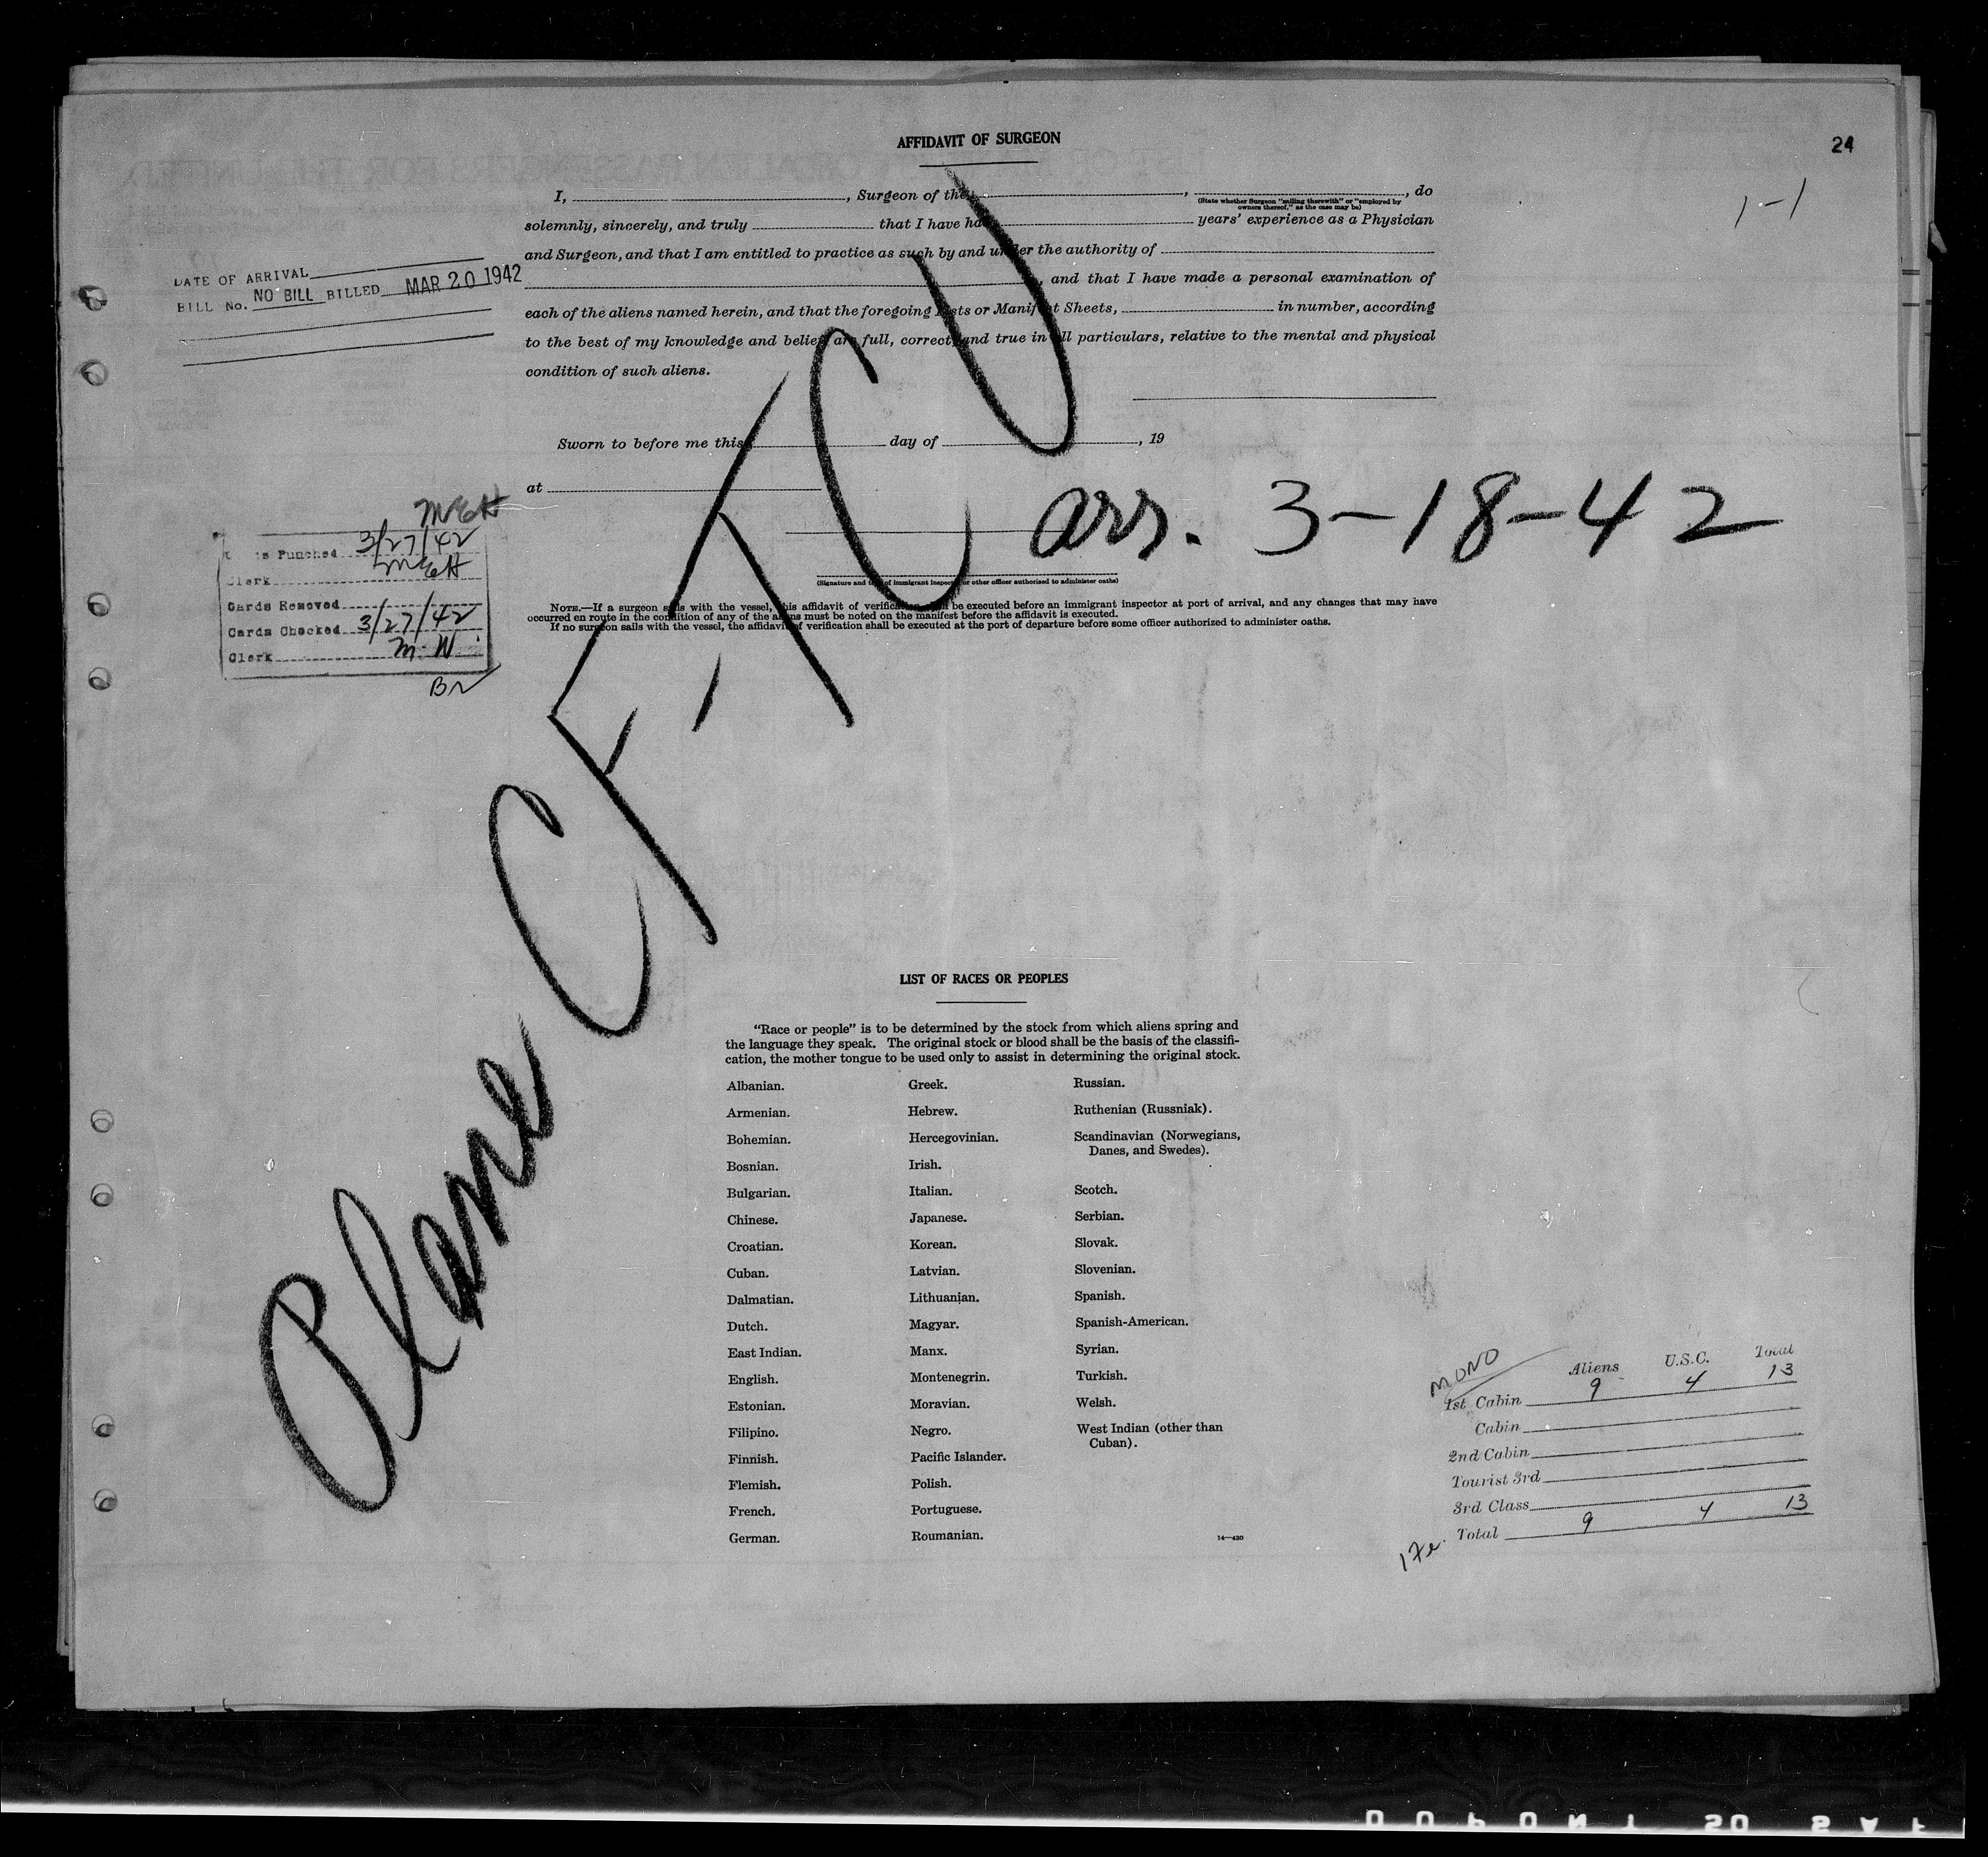 AFFIDAVIT OF SURGEON
24
1-1
I, , Surgeon of the , , do
(State whether Surgeon "sailing therewith" or "employed by
owners thereof," as the case may be)
solemnly, sincerely, and truly that I have had years' experience as a Physician
and Surgeon, and that I am entitled to practice as such by and under the authority of
, and that I have made a personal examination of
each of the aliens named herein, and that the foregoing Lists or Manifest Sheets, in number, according
to the best of my knowledge and belief, are full, correct, and true in all particulars, relative to the mental and physical
condition of such aliens.
Sworn to before me this day of , 19
at
(Signature and title of immigrant inspector or other officer authorized to administer oaths)
NOTE.—If a surgeon sails with the vessel, this affidavit of verification shall be executed before an immigrant inspector at port of arrival, and any changes that may have
occurred en route in the condition of any of the aliens must be noted on the manifest before the affidavit is executed.
If no surgeon sails with the vessel, the affidavit of verification shall be executed at the port of departure before some officer authorized to administer oaths.
DATE OF ARRIVAL
BILL No. NO BILL BILLED MAR 20 1942
MEH
Punched 3/27/42
Clerk MEH
Cards Removed
Cards Checked 3/27/42
Clerk M. W.
BN
Plane CF-TCU
arr. 3-18-42
LIST OF RACES OR PEOPLES
"Race or people" is to be determined by the stock from which aliens spring and
the language they speak. The original stock or blood shall be the basis of the classifi-
cation, the mother tongue to be used only to assist in determining the original stock.
Albanian.
Armenian.
Bohemian.
Bosnian.
Bulgarian.
Chinese.
Croatian.
Cuban.
Dalmatian.
Dutch.
East Indian.
English.
Estonian.
Filipino.
Finnish.
Flemish.
French.
German.
Greek.
Hebrew.
Hercegovinian.
Irish.
Italian.
Japanese.
Korean.
Latvian.
Lithuanian.
Magyar.
Manx.
Montenegrin.
Moravian.
Negro.
Pacific Islander.
Polish.
Portuguese.
Roumanian.
Russian.
Ruthenian (Russniak).
Scandinavian (Norwegians,
Danes, and Swedes).
Scotch.
Serbian.
Slovak.
Slovenian.
Spanish.
Spanish-American.
Syrian.
Turkish.
Welsh.
West Indian (other than
Cuban).
14—430
MONO
Aliens U.S.C. Total
1st Cabin 9 4 13
Cabin
2nd Cabin
Tourist 3rd
3rd Class
Total 9 4 13